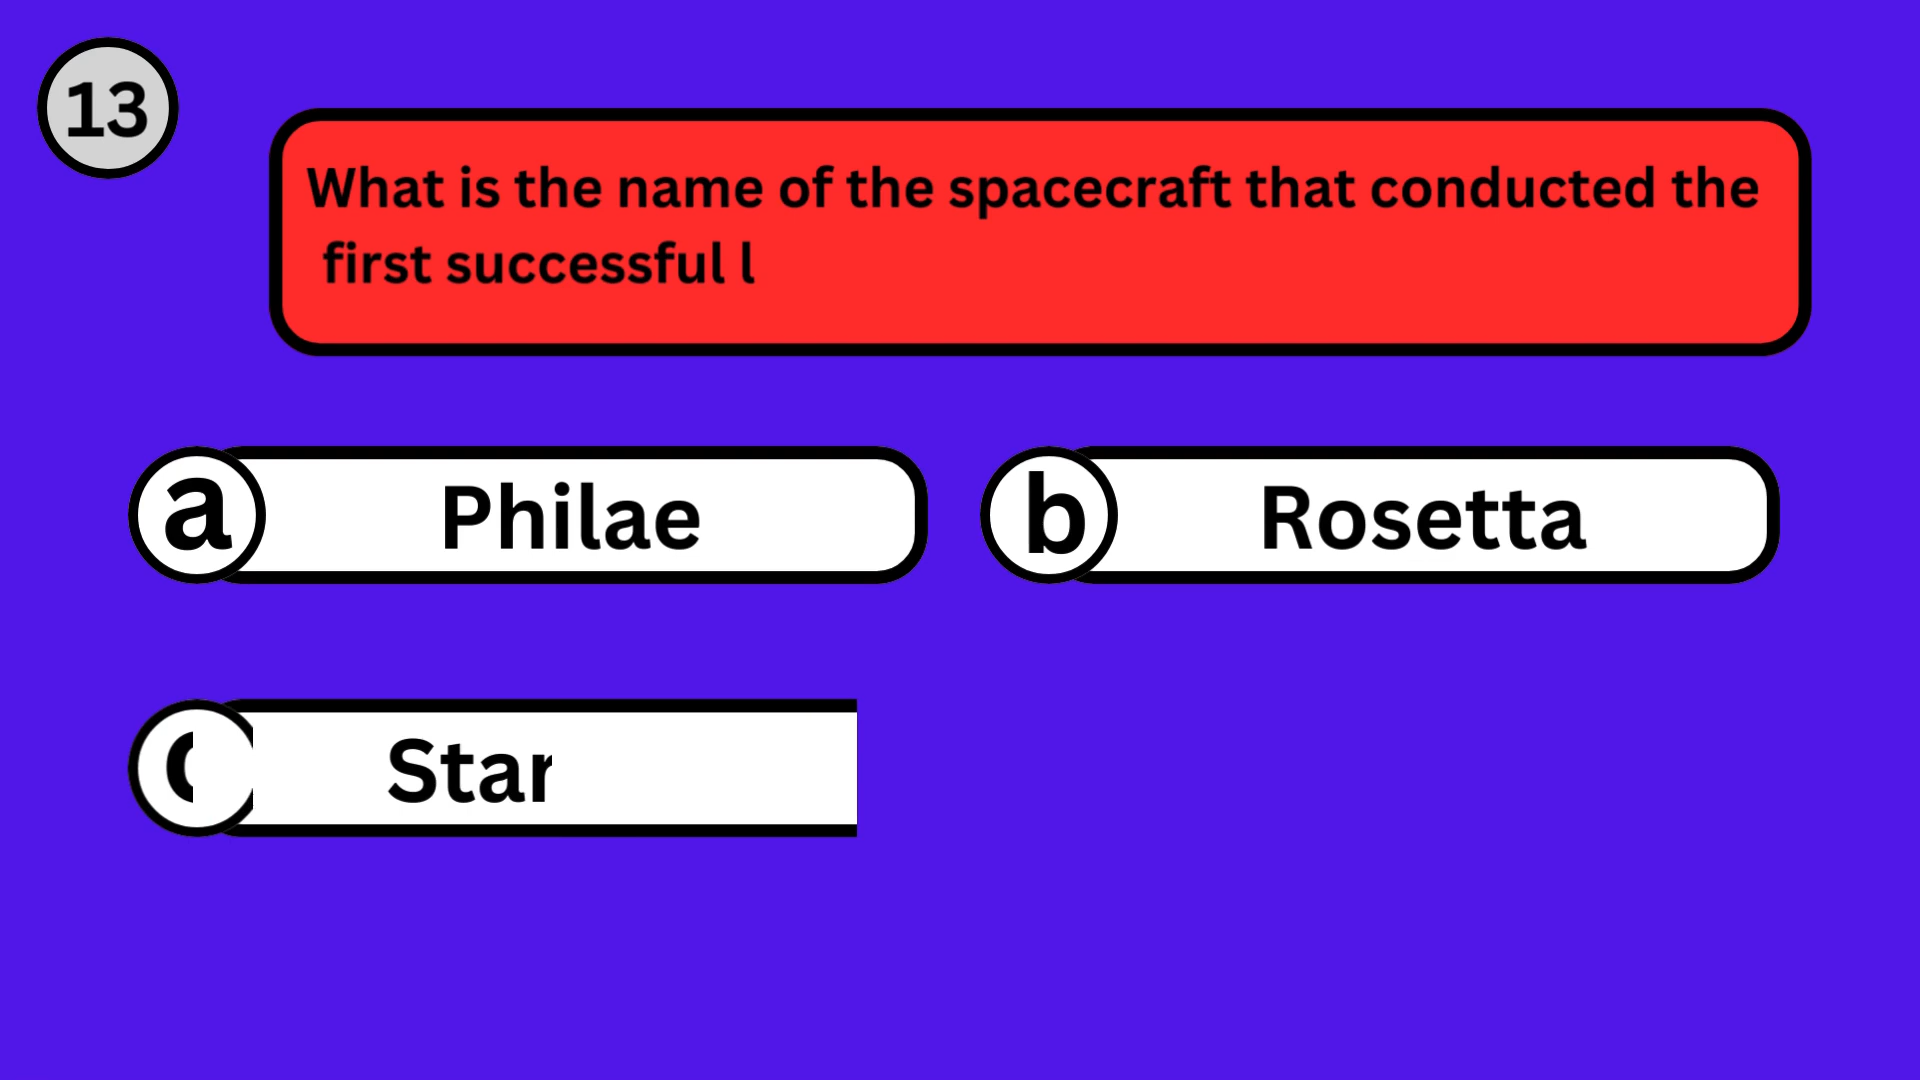 13
What is the name of the spacecraft that conducted the
first successful l
a Philae
b Rosetta
Star